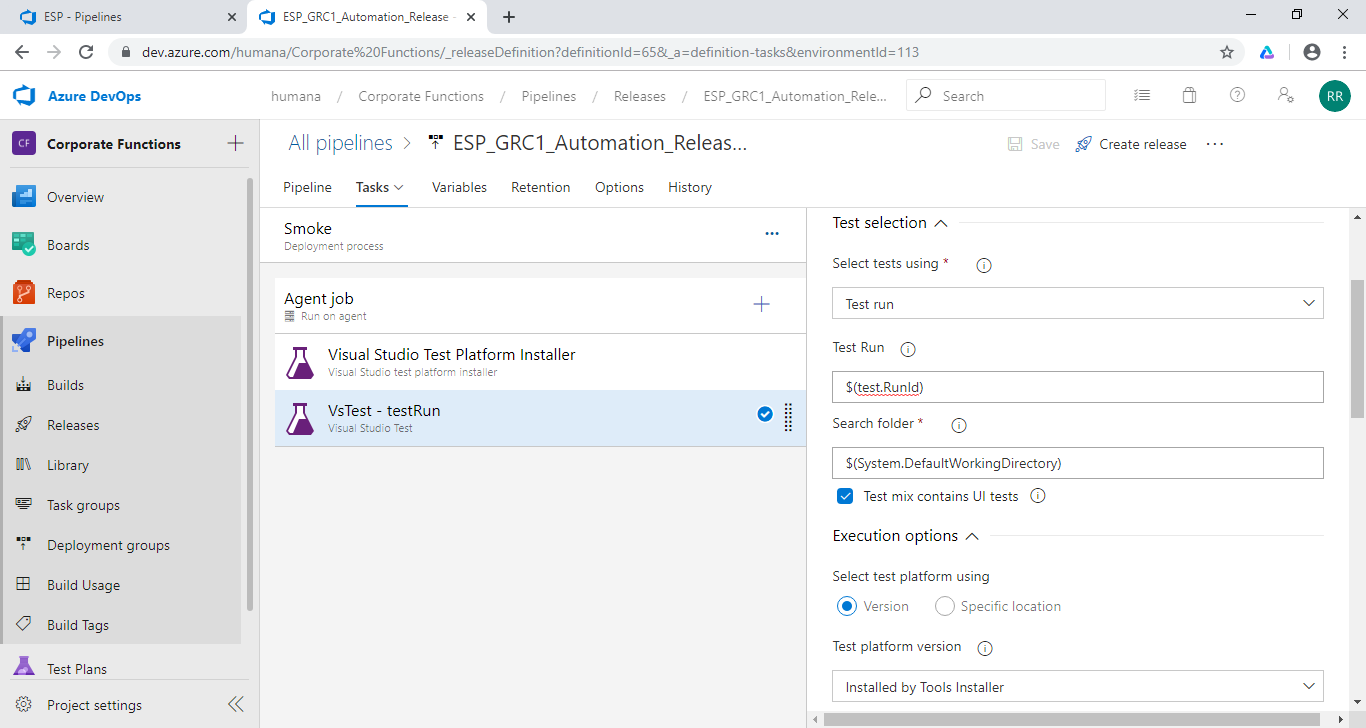 ESP - Pipelines
ESP_GRC1_Automation_Release -
dev.azure.com/humana/Corporate%20Functions/_releaseDefinition?definitionId=65&_a=definition-tasks&environmentId=113
Azure DevOps
humana / Corporate Functions / Pipelines / Releases / ESP_GRC1_Automation_Rele...
Search
RR
CF Corporate Functions
Overview
Boards
Repos
Pipelines
Builds
Releases
Library
Task groups
Deployment groups
Build Usage
Build Tags
Test Plans
Project settings
All pipelines > ESP_GRC1_Automation_Releas...
Save Create release ...
Pipeline Tasks Variables Retention Options History
Smoke
Deployment process
Agent job
Run on agent
Visual Studio Test Platform Installer
Visual Studio test platform installer
VsTest - testRun
Visual Studio Test
Test selection
Select tests using *
Test run
Test Run
$(test.RunId)
Search folder *
$(System.DefaultWorkingDirectory)
Test mix contains UI tests
Execution options
Select test platform using
Version Specific location
Test platform version
Installed by Tools Installer